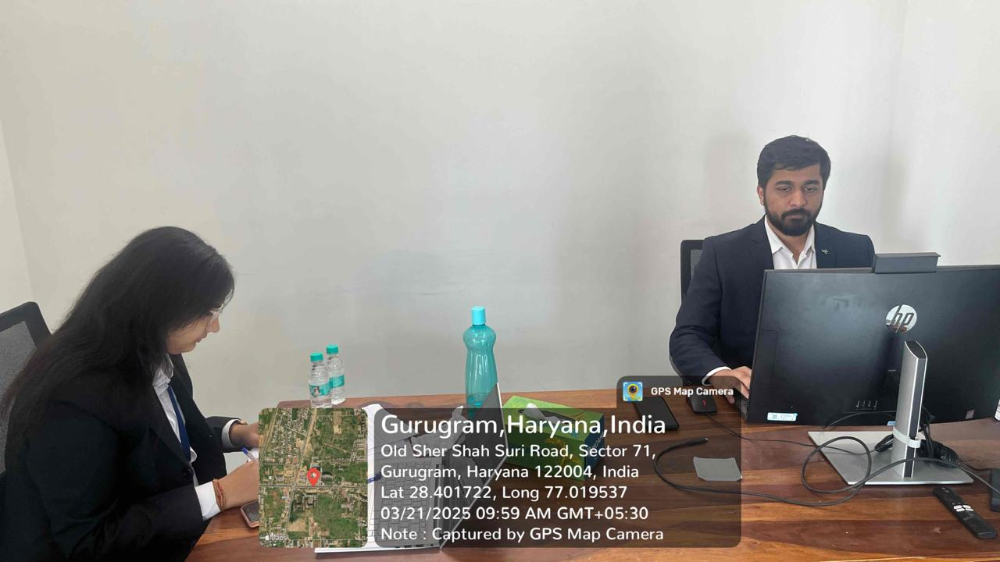 hp
GPS Map Camera
Gurugram,Haryana,India
Old Sher Shah Suri Road, Sector 71,
Gurugram, Haryana 122004, India
Lat 28.401722, Long 77.019537
03/21/2025 09:59 AM GMT+05:30
Note : Captured by GPS Map Camera
Maps